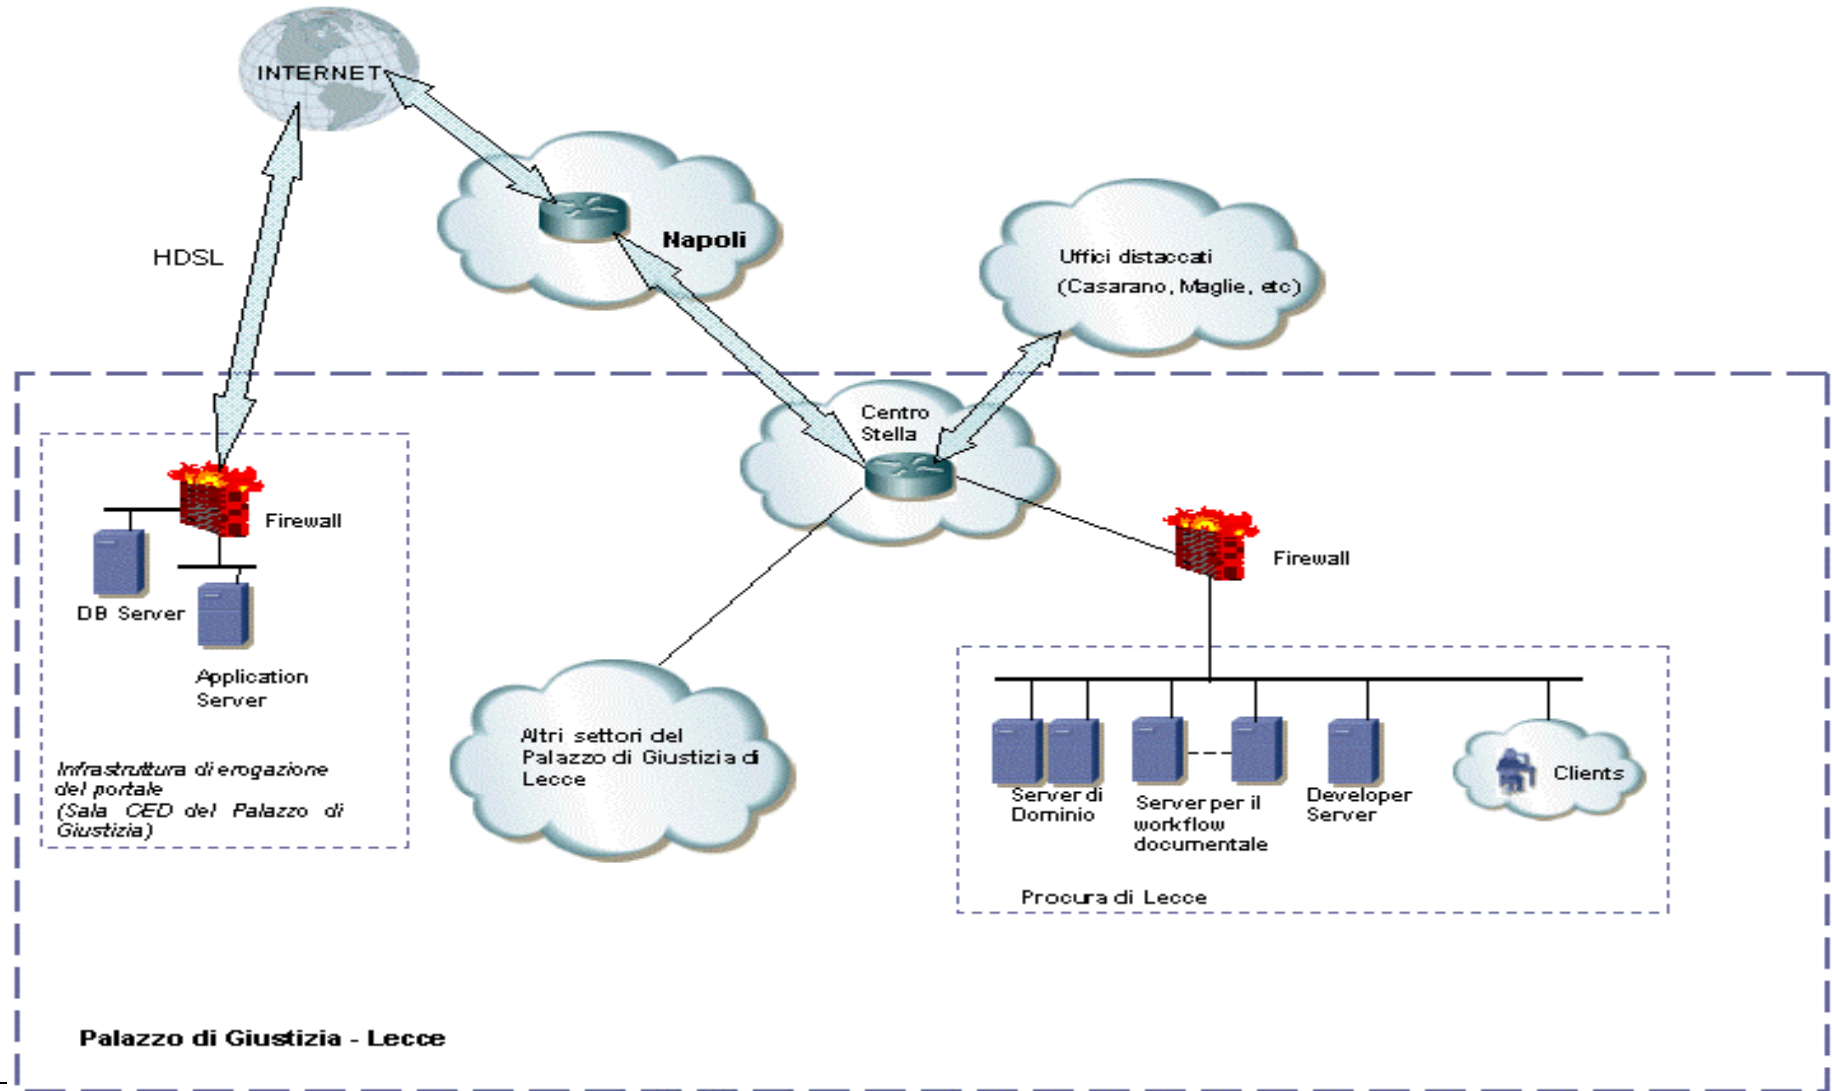 INTERNET
HDSL
Napoli
Uffici distaccati
(Casarano, Maglie, etc)
Centro
Stella
Firewall
DB Server
Application
Server
Infrastruttura di erogazione
del portale
(Sala CED del Palazzo di
Giustizia)
Altri settori del
Palazzo di Giustizia di
Lecce
Firewall
Server di
Dominio
Server per il
workflow
documentale
Developer
Server
Clients
Procura di Lecce
Palazzo di Giustizia - Lecce